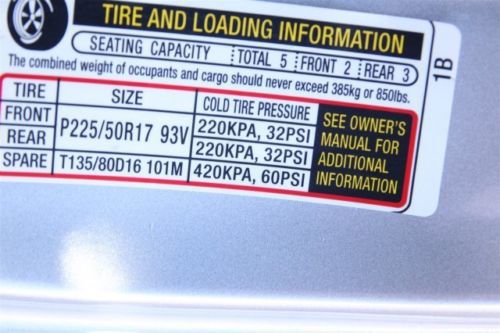 TIRE AND LOADING INFORMATION
SEATING CAPACITY TOTAL 5 FRONT 2 REAR 3
The combined weight of occupants and cargo should never exceed 385kg or 850lbs.
TIRE SIZE COLD TIRE PRESSURE
FRONT P225/50R17 93V 220KPA, 32PSI
REAR 220KPA, 32PSI
SPARE T135/80D16 101M 420KPA, 60PSI
SEE OWNER'S
MANUAL FOR
ADDITIONAL
INFORMATION
1B